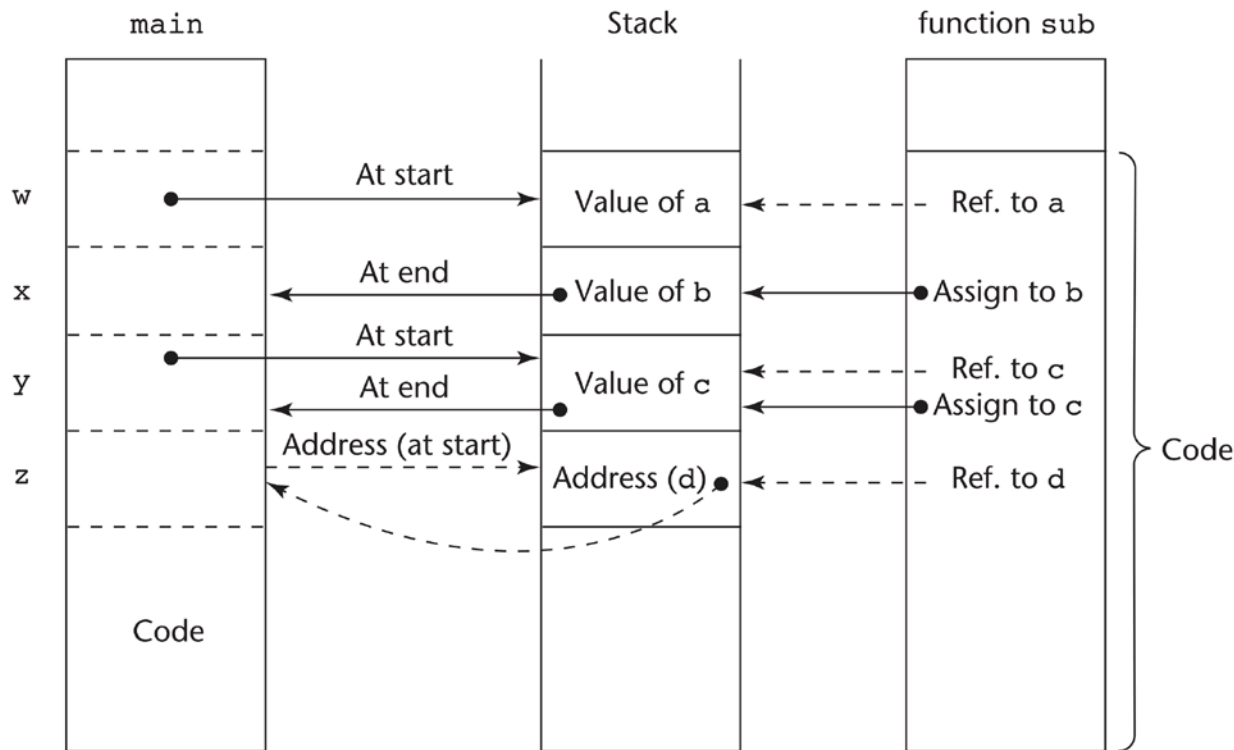 main
Stack
function sub
w
At start
Value of a
Ref. to a
x
At end
Value of b
Assign to b
At start
y
Value of c
Ref. to c
At end
Assign to c
Code
z
Address (at start)
Address (d)
Ref. to d
Code